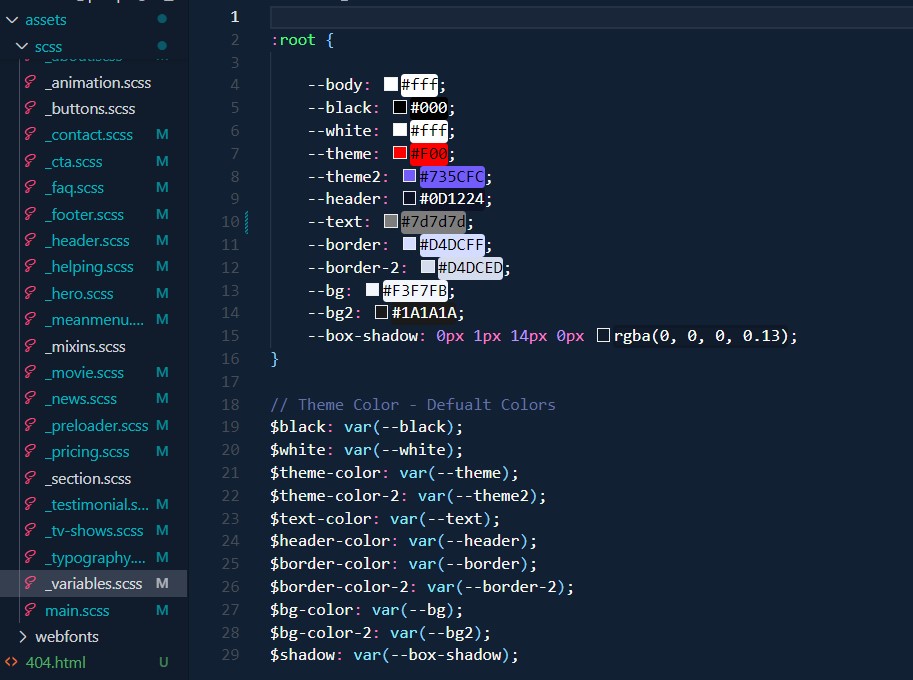 assets
scss
_about.scss
_animation.scss
_buttons.scss
_contact.scss M
_cta.scss M
_faq.scss M
_footer.scss M
_header.scss M
_helping.scss M
_hero.scss M
_meanmenu.... M
_mixins.scss
_movie.scss M
_news.scss M
_preloader.scss M
_pricing.scss M
_section.scss
_testimonial.s... M
_tv-shows.scss M
_typography.... M
_variables.scss M
main.scss M
webfonts
404.html U
1
2 :root {
3
4 --body: #fff;
5 --black: #000;
6 --white: #fff;
7 --theme: #F00;
8 --theme2: #735CFC;
9 --header: #0D1224;
10 --text: #7d7d7d;
11 --border: #D4DCFF;
12 --border-2: #D4DCED;
13 --bg: #F3F7FB;
14 --bg2: #1A1A1A;
15 --box-shadow: 0px 1px 14px 0px rgba(0, 0, 0, 0.13);
16 }
17
18 // Theme Color - Defualt Colors
19 $black: var(--black);
20 $white: var(--white);
21 $theme-color: var(--theme);
22 $theme-color-2: var(--theme2);
23 $text-color: var(--text);
24 $header-color: var(--header);
25 $border-color: var(--border);
26 $border-color-2: var(--border-2);
27 $bg-color: var(--bg);
28 $bg-color-2: var(--bg2);
29 $shadow: var(--box-shadow);